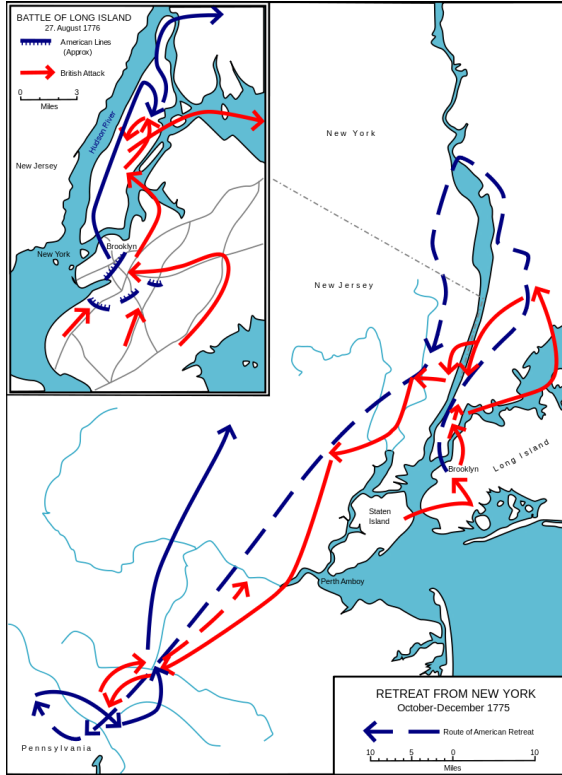 BATTLE OF LONG ISLAND
27. August 1776
American Lines
(Approx)
British Attack
0 3
Miles
Hudson River
New Jersey
New York
Brooklyn
New York
New Jersey
Long Island
Brooklyn
Staten
Island
Perth Amboy
Pennsylvania
RETREAT FROM NEW YORK
October-December 1775
Route of American Retreat
10 5 0 10
Miles